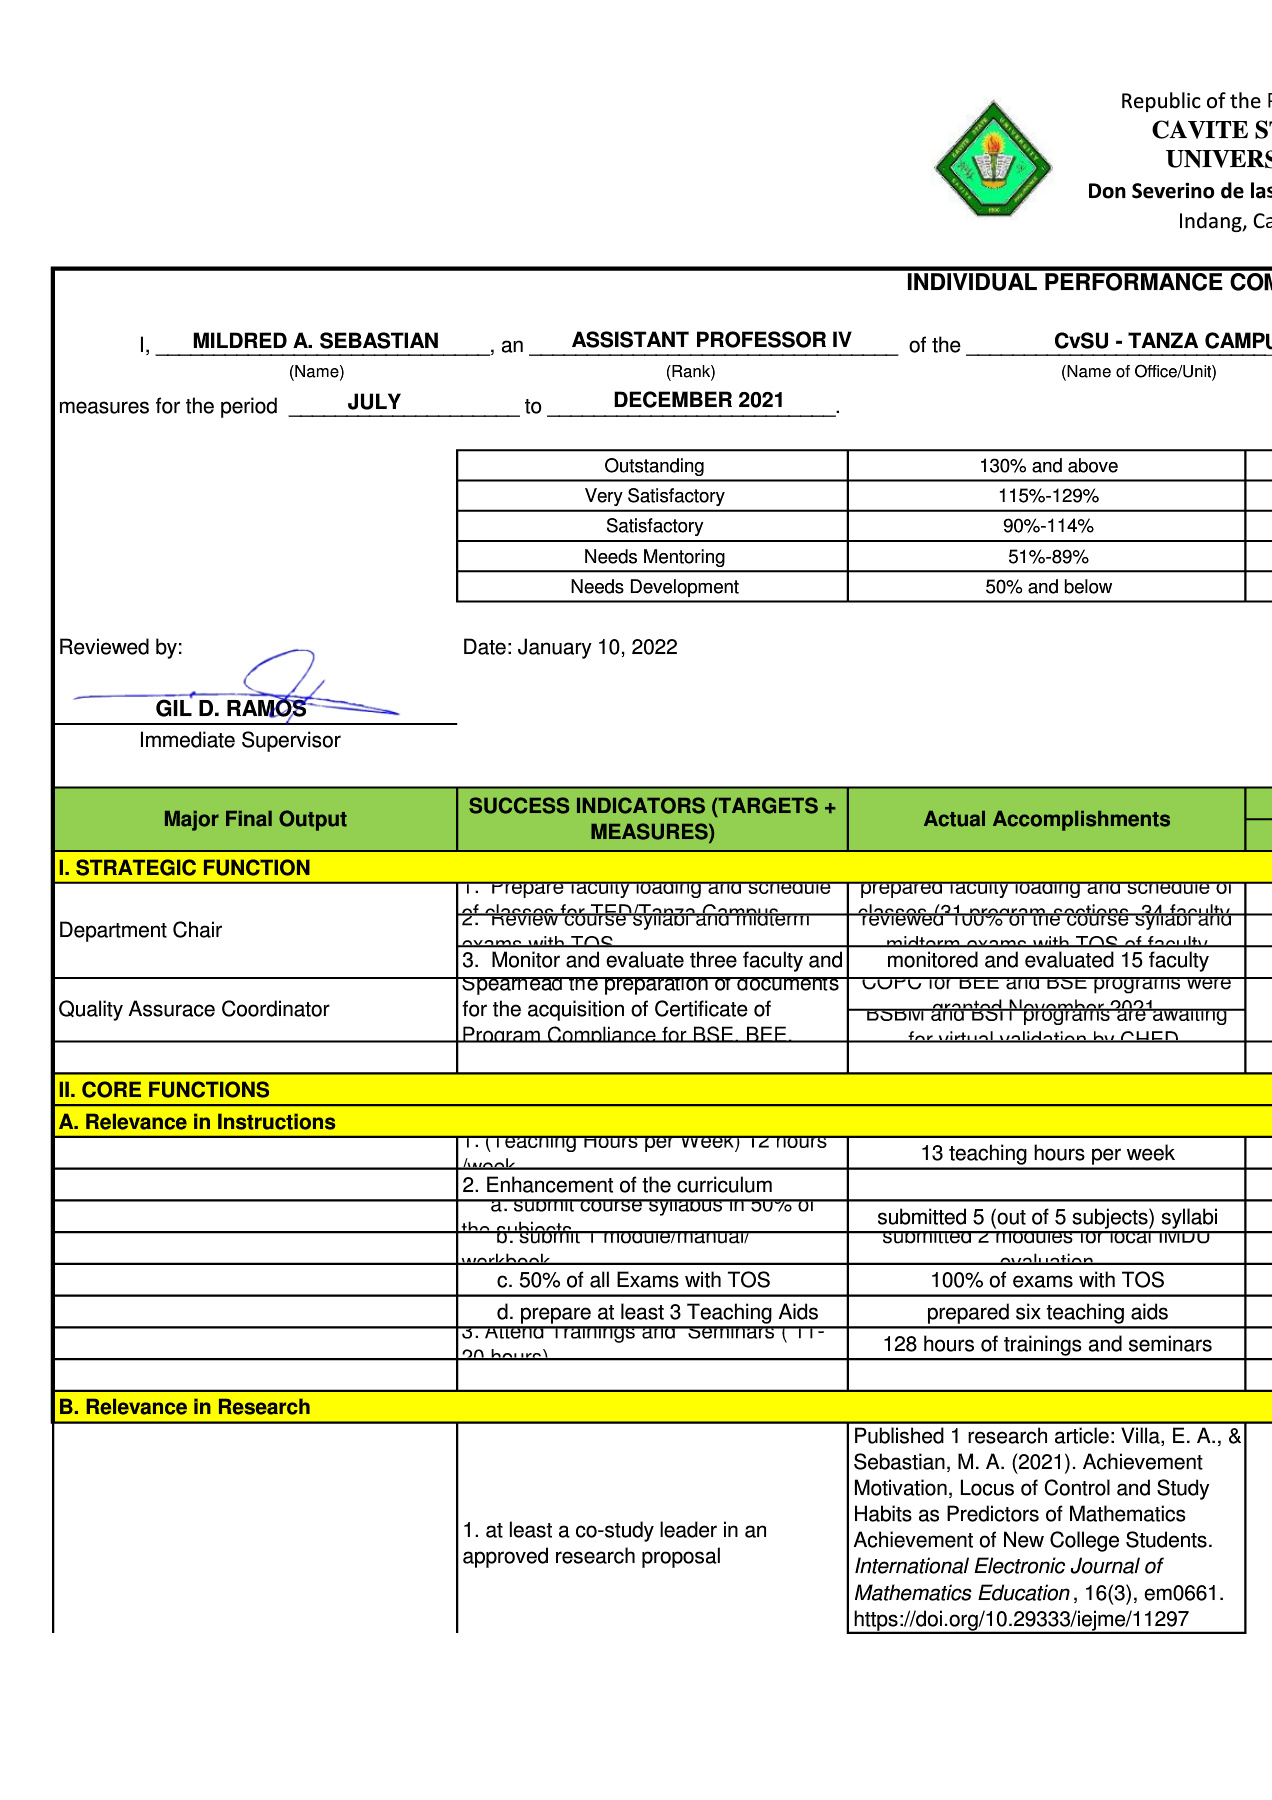 Republic of the
CAVITE ST
UNIVERS
Don Severino de las
Indang, Ca
INDIVIDUAL PERFORMANCE COM
I, MILDRED A. SEBASTIAN, an ASSISTANT PROFESSOR IV of the CvSU - TANZA CAMPU
(Name) (Rank) (Name of Office/Unit)
measures for the period JULY to DECEMBER 2021.
Outstanding 130% and above
Very Satisfactory 115%-129%
Satisfactory 90%-114%
Needs Mentoring 51%-89%
Needs Development 50% and below
Reviewed by: Date: January 10, 2022
GIL D. RAMOS
Immediate Supervisor
Major Final Output SUCCESS INDICATORS (TARGETS + MEASURES) Actual Accomplishments
I. STRATEGIC FUNCTION
Department Chair
1. Prepare faculty loading and schedule
of classes for TED/Tanza Campus
prepared faculty loading and schedule of
classes (31 program sections, 34 faculty
2. Review course syllabi and midterm
exams with TOS
reviewed 100% of the course syllabi and
midterm exams with TOS of faculty
3. Monitor and evaluate three faculty and
monitored and evaluated 15 faculty
Quality Assurace Coordinator
Spearhead the preparation of documents
for the acquisition of Certificate of
Program Compliance for BSE, BEE,
COPC for BEE and BSE programs were
granted November 2021
BSBM and BSIT programs are awaiting
for virtual validation by CHED
II. CORE FUNCTIONS
A. Relevance in Instructions
1. (Teaching Hours per Week) 12 hours
/week
13 teaching hours per week
2. Enhancement of the curriculum
a. submit course syllabus in 50% of
the subjects
submitted 5 (out of 5 subjects) syllabi
b. submit 1 module/manual/
workbook
submitted 2 modules for local IMDU
evaluation
c. 50% of all Exams with TOS
100% of exams with TOS
d. prepare at least 3 Teaching Aids
prepared six teaching aids
3. Attend Trainings and Seminars ( 11-
20 hours)
128 hours of trainings and seminars
B. Relevance in Research
1. at least a co-study leader in an
approved research proposal
Published 1 research article: Villa, E. A., &
Sebastian, M. A. (2021). Achievement
Motivation, Locus of Control and Study
Habits as Predictors of Mathematics
Achievement of New College Students.
International Electronic Journal of
Mathematics Education, 16(3), em0661.
https://doi.org/10.29333/iejme/11297